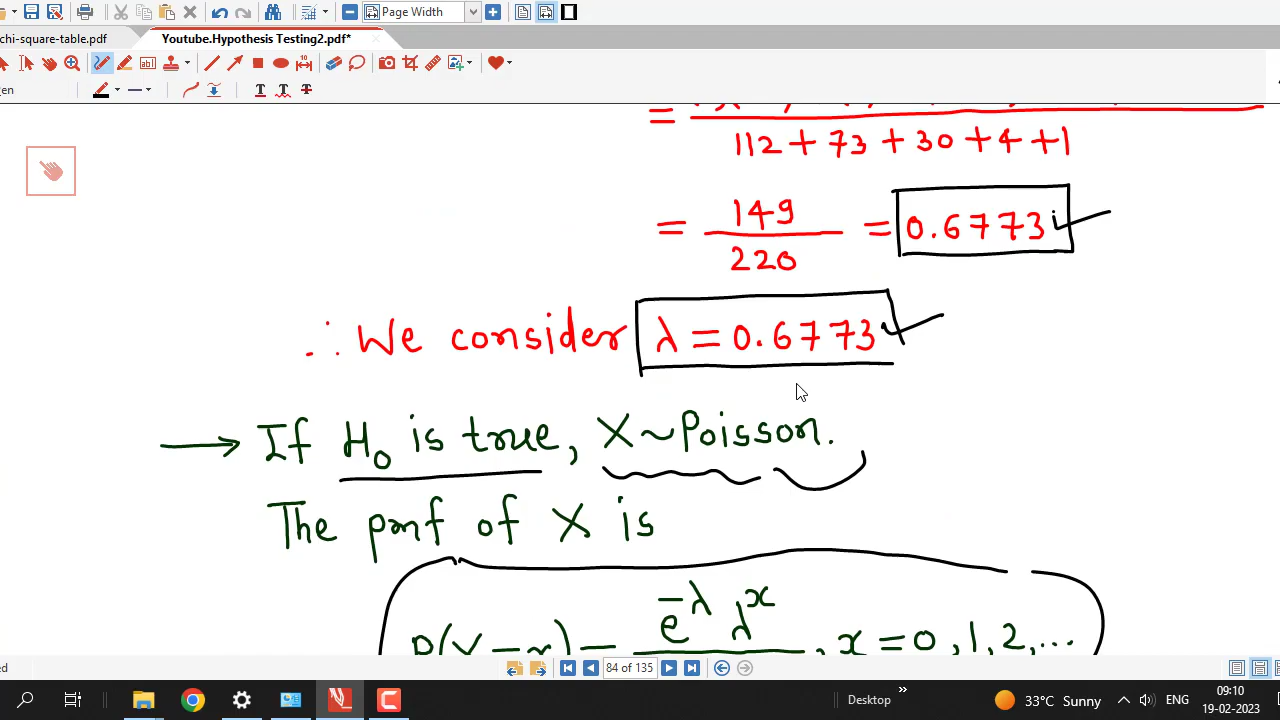 Page Width
chi-square-table.pdf
Youtube.Hypothesis Testing2.pdf*
=
112 + 73 + 30 + 4 + 1
= 149/220 = 0.6773
∴ We consider λ = 0.6773
→ If H₀ is true, X ~ Poisson.
The pmf of X is
P(X = x) = e^-λ λ^x , x = 0, 1, 2, ...
84 of 135
Desktop
»
33°C Sunny
ENG
09:10
19-02-2023